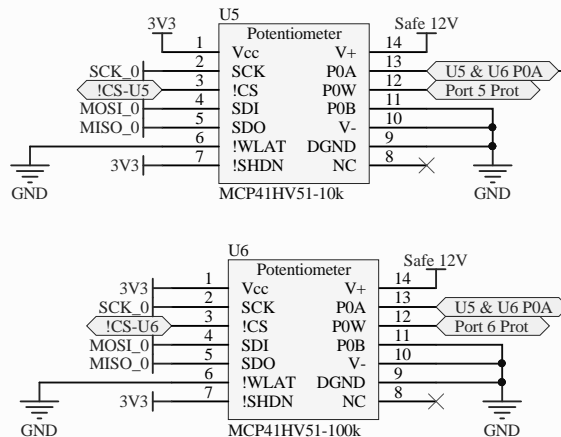 U5
3V3
Potentiometer
Safe 12V
1 Vcc V+ 14
SCK_0 2 SCK P0A 13 U5 & U6 P0A
!CS-U5 3 !CS P0W 12 Port 5 Prot
MOSI_0 4 SDI P0B 11
MISO_0 5 SDO V- 10
6 !WLAT DGND 9
3V3 7 !SHDN NC 8
GND
GND
MCP41HV51-10k
U6
Potentiometer
Safe 12V
3V3 1 Vcc V+ 14
SCK_0 2 SCK P0A 13 U5 & U6 P0A
!CS-U6 3 !CS P0W 12 Port 6 Prot
MOSI_0 4 SDI P0B 11
MISO_0 5 SDO V- 10
6 !WLAT DGND 9
3V3 7 !SHDN NC 8
GND
GND
MCP41HV51-100k